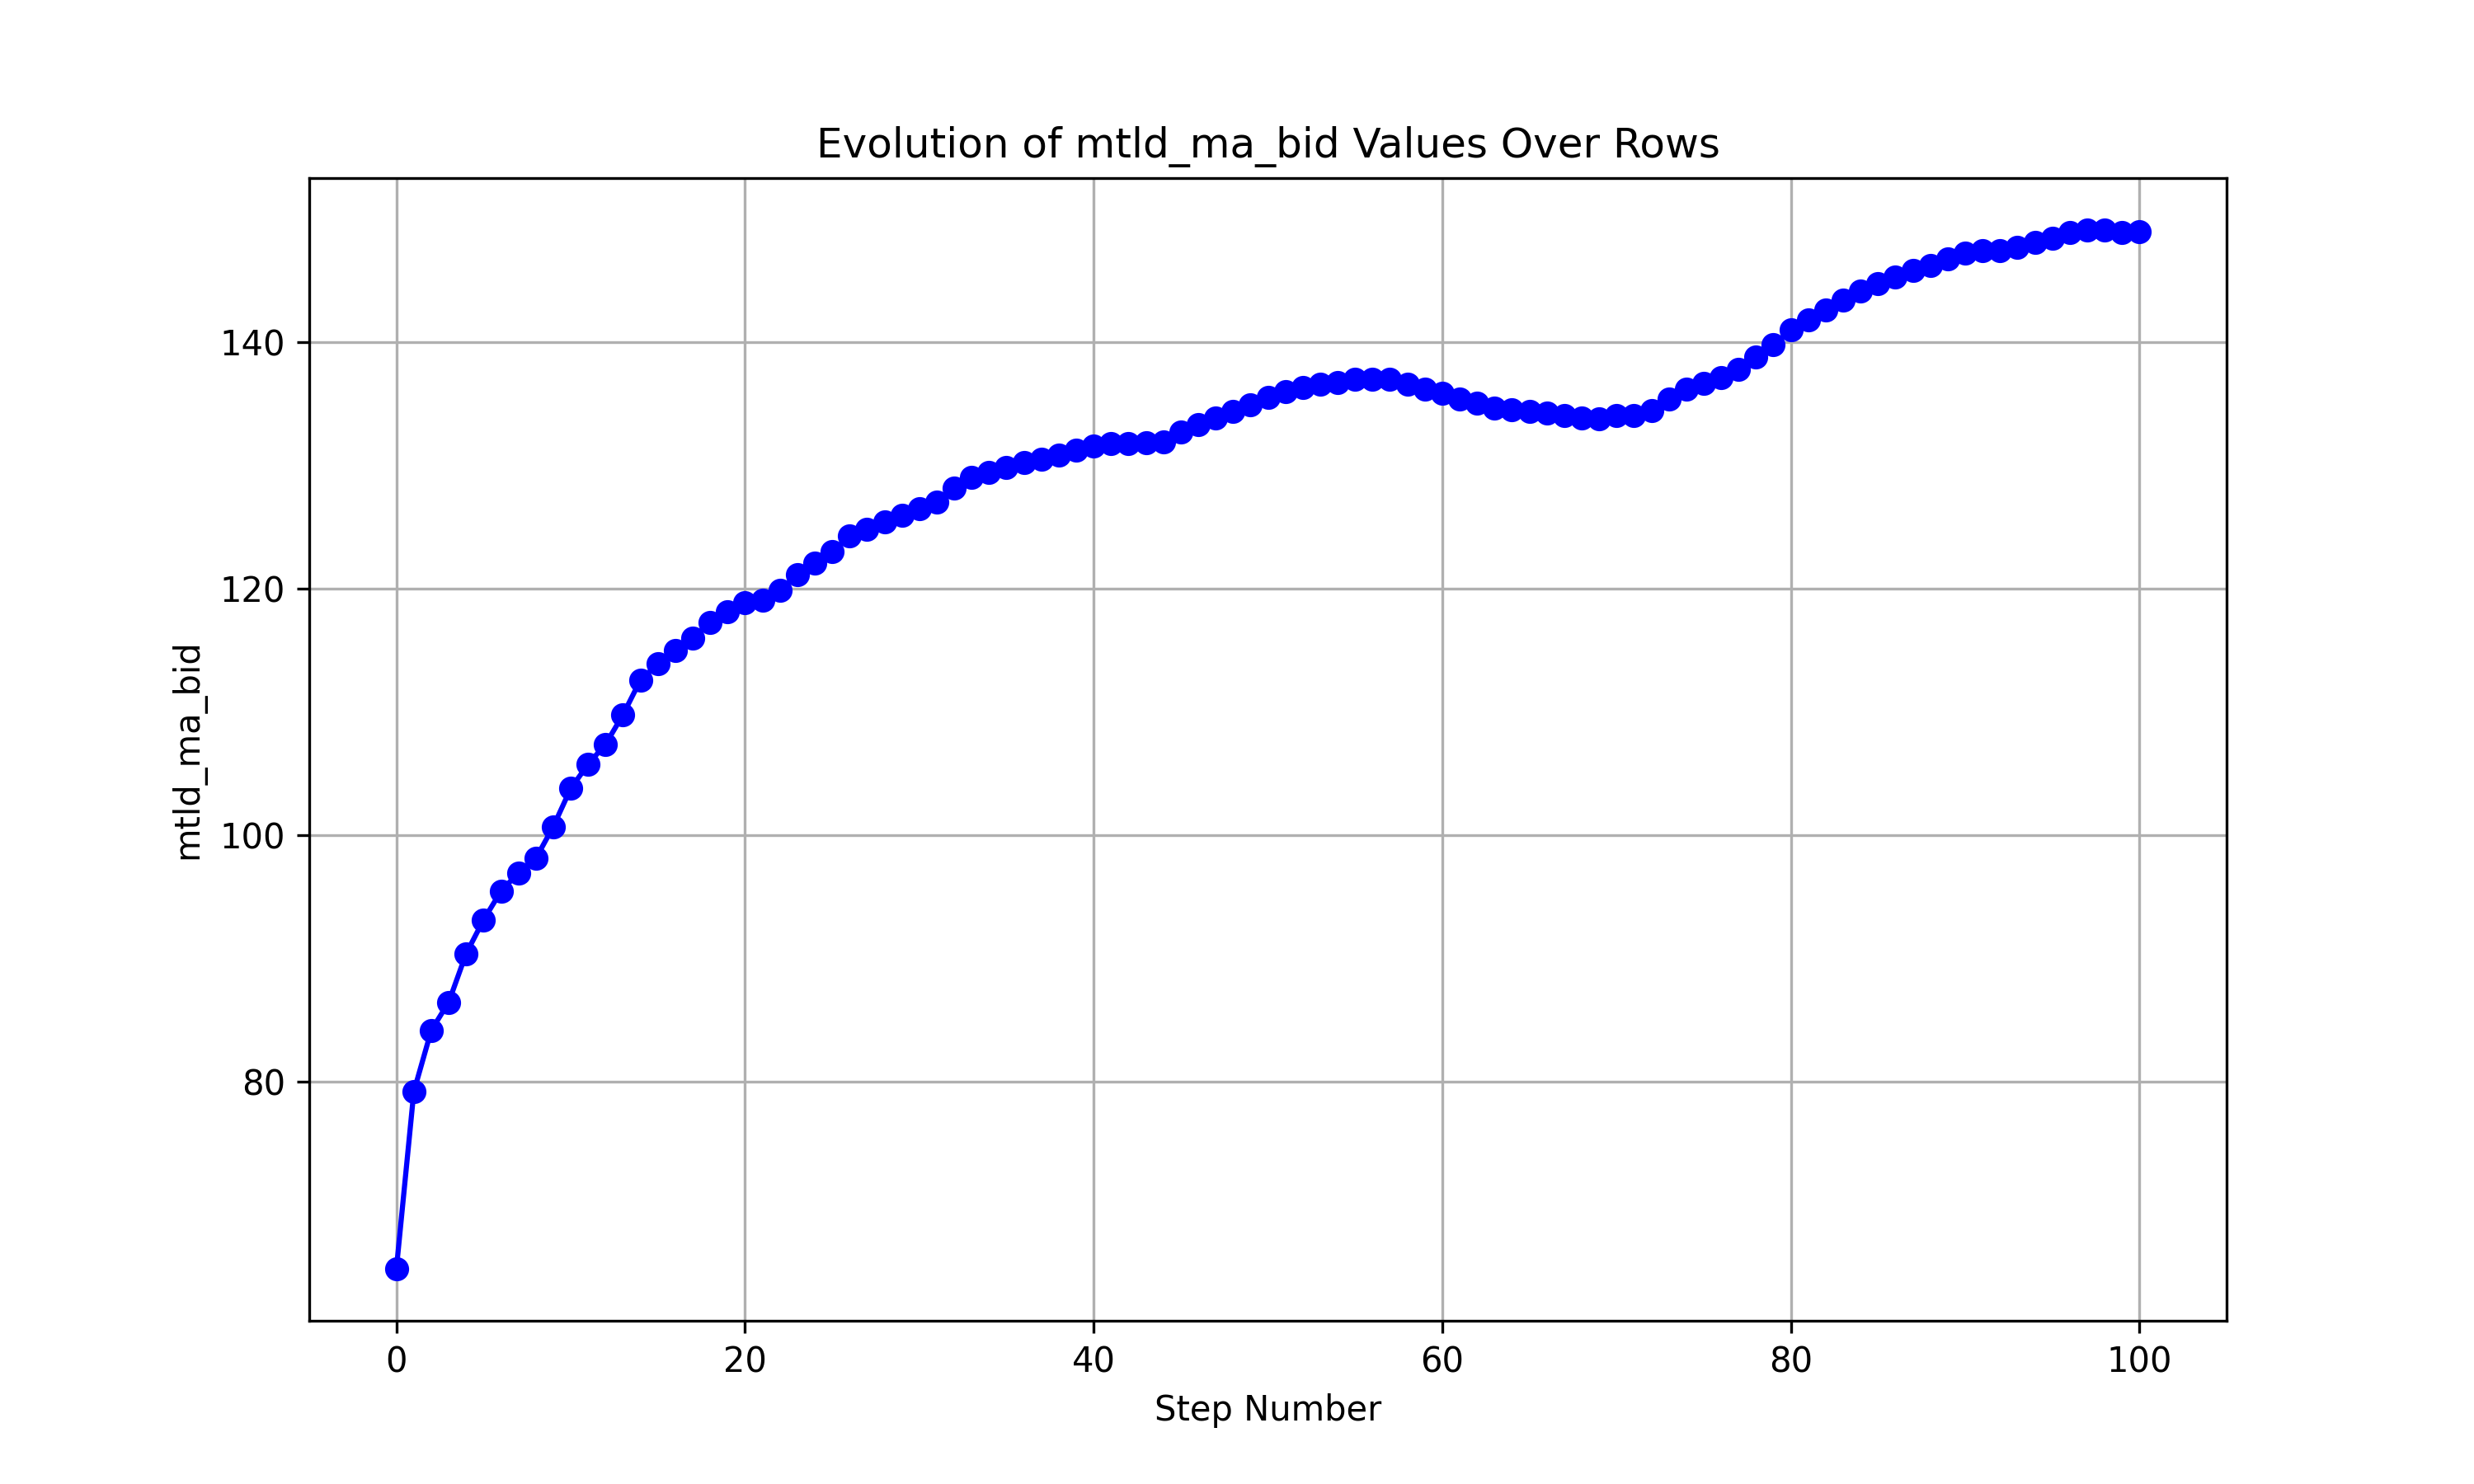 Evolution of mtld_ma_bid Values Over Rows
mtld_ma_bid
140
120
100
80
0 20 40 60 80 100
Step Number